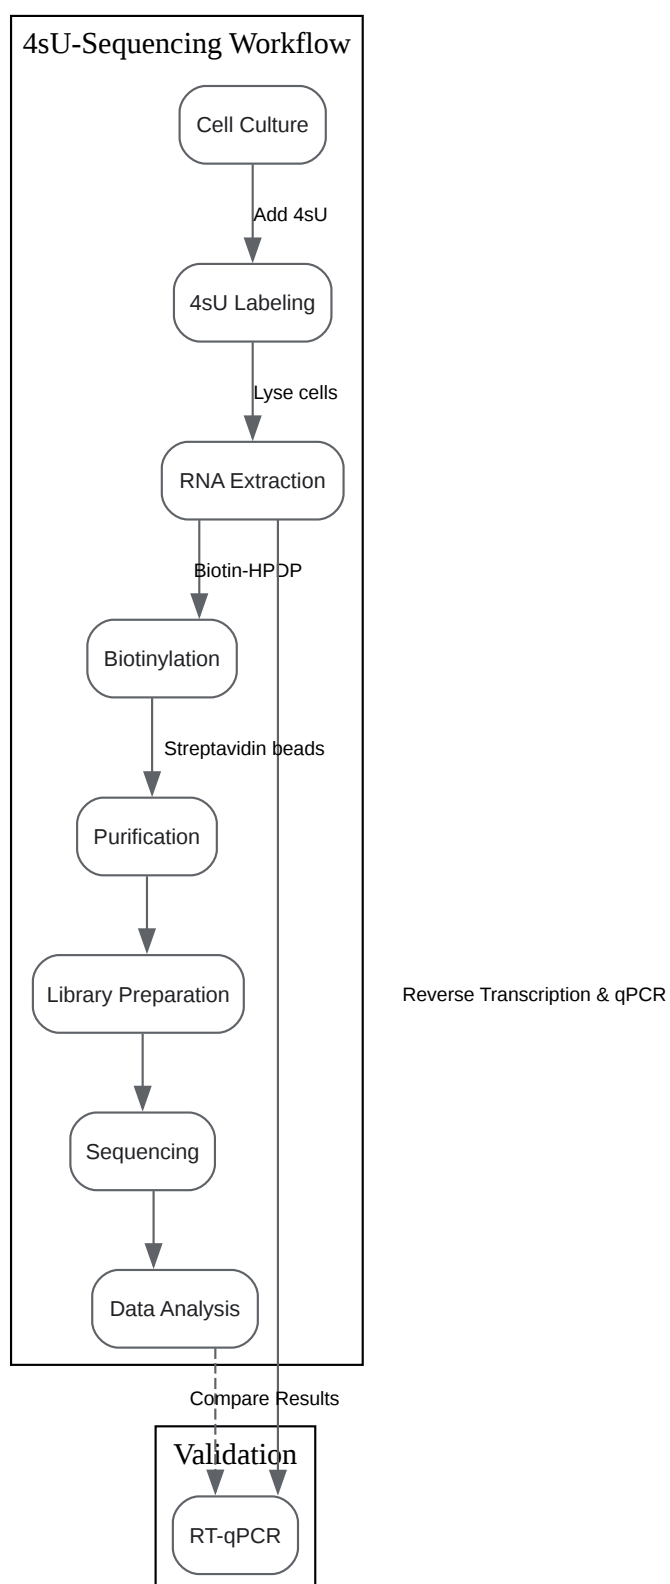 4sU-Sequencing Workflow
Cell Culture
Add 4sU
4sU Labeling
Lyse cells
RNA Extraction
Biotin-HPDP
Biotinylation
Streptavidin beads
Purification
Library Preparation
Reverse Transcription & qPCR
Sequencing
Data Analysis
Compare Results
Validation
RT-qPCR